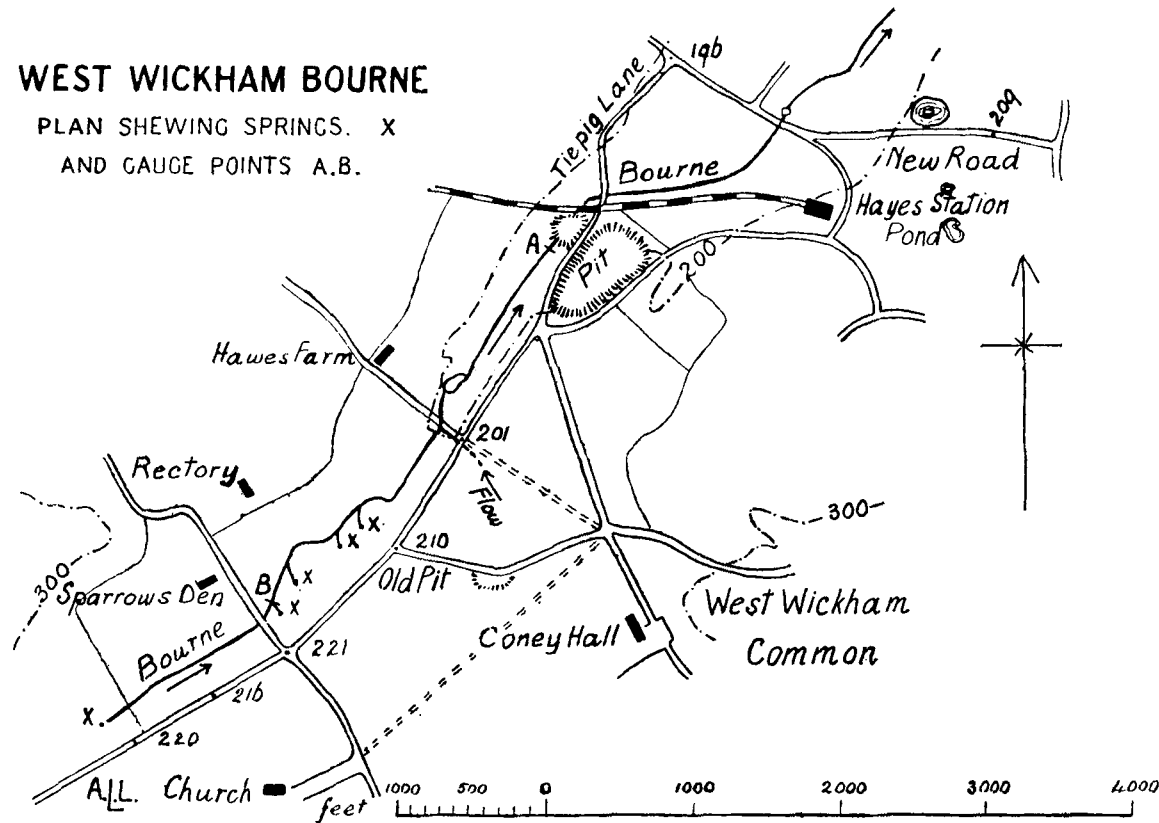 WEST WICKHAM BOURNE
PLAN SHEWING SPRINGS. X
AND GAUGE POINTS A.B.
Tiepig Lane
196
209
Bourne
New Road
Hayes Station
Pond
A
Pit
200
Hawes Farm
201
Rectory
Flow
X
X
210
300
300
Sparrows Den
B
X
X
Old Pit
West Wickham
Common
Coney Hall
Bourne
221
216
X.
220
A.L.L.
Church
feet
1000 500 0 1000 2000 3000 4000